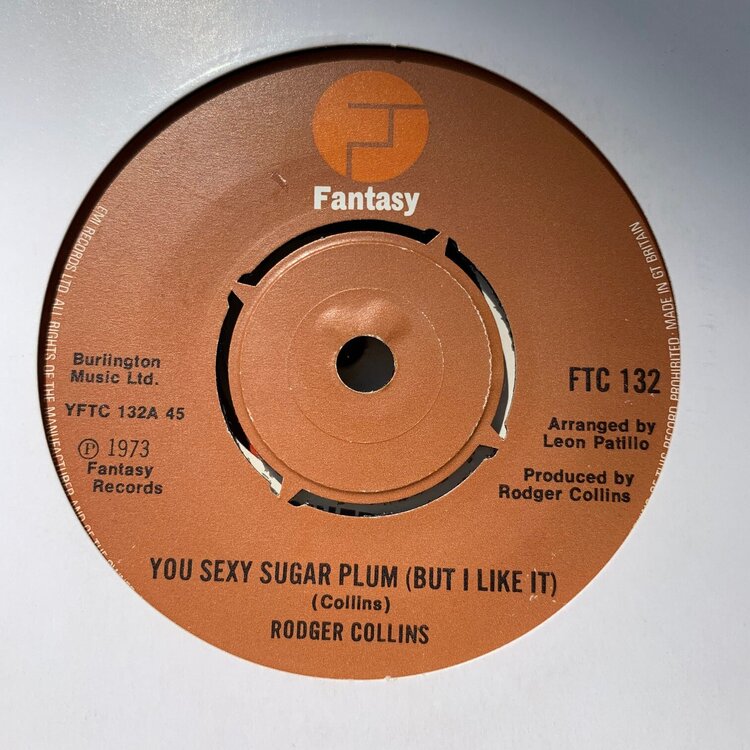 Fantasy
EMI RECORDS LTD. ALL RIGHTS OF THE MANUFACTURER AND OF THE
OF THIS RECORD PROHIBITED · MADE IN GT BRITAIN
Burlington
Music Ltd.
YFTC 132A 45
Ⓟ 1973
Fantasy
Records
FTC 132
Arranged by
Leon Patillo
Produced by
Rodger Collins
YOU SEXY SUGAR PLUM (BUT I LIKE IT)
(Collins)
RODGER COLLINS